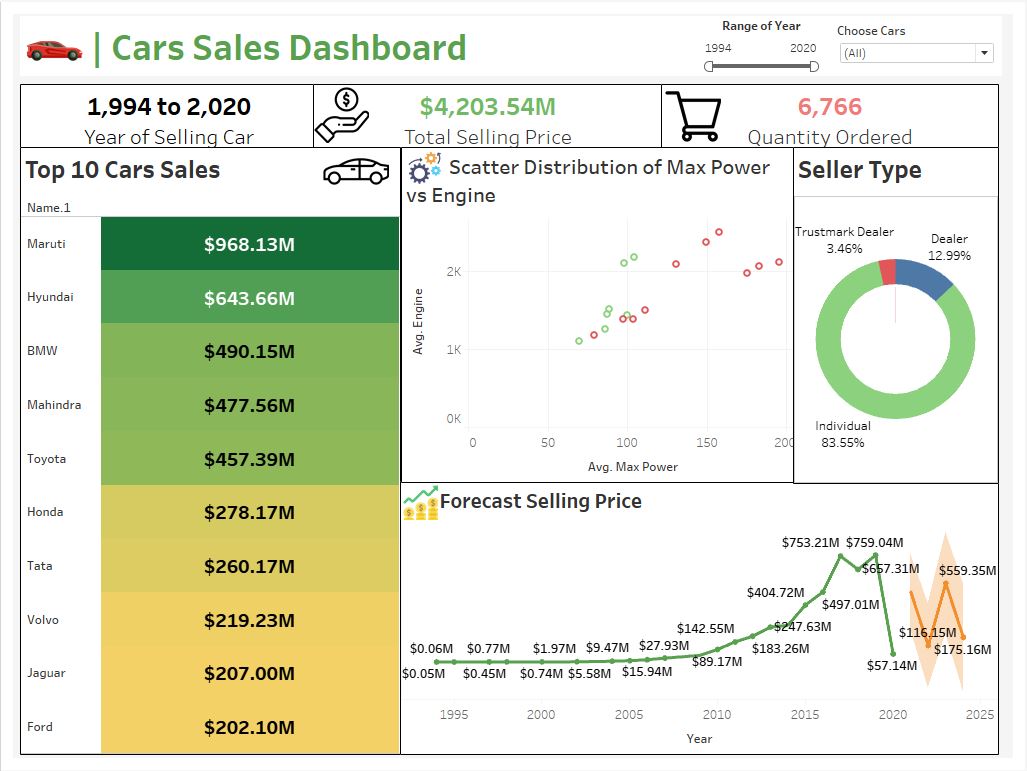 | Cars Sales Dashboard
Range of Year
1994 2020
Choose Cars
(All)
1,994 to 2,020
Year of Selling Car
$
$4,203.54M
Total Selling Price
6,766
Quantity Ordered
Top 10 Cars Sales
Name.1
Maruti $968.13M
Hyundai $643.66M
BMW $490.15M
Mahindra $477.56M
Toyota $457.39M
Honda $278.17M
Tata $260.17M
Volvo $219.23M
Jaguar $207.00M
Ford $202.10M
Scatter Distribution of Max Power
vs Engine
Avg. Engine
2K
1K
0K
0 50 100 150 200
Avg. Max Power
Seller Type
Trustmark Dealer
3.46%
Dealer
12.99%
Individual
83.55%
Forecast Selling Price
$753.21M $759.04M
$657.31M $559.35M
$404.72M
$497.01M
$142.55M $247.63M $116.15M
$0.06M $0.77M $1.97M $9.47M $27.93M $183.26M $175.16M
$0.05M $0.45M $0.74M $5.58M $15.94M $89.17M $57.14M
1995 2000 2005 2010 2015 2020 2025
Year